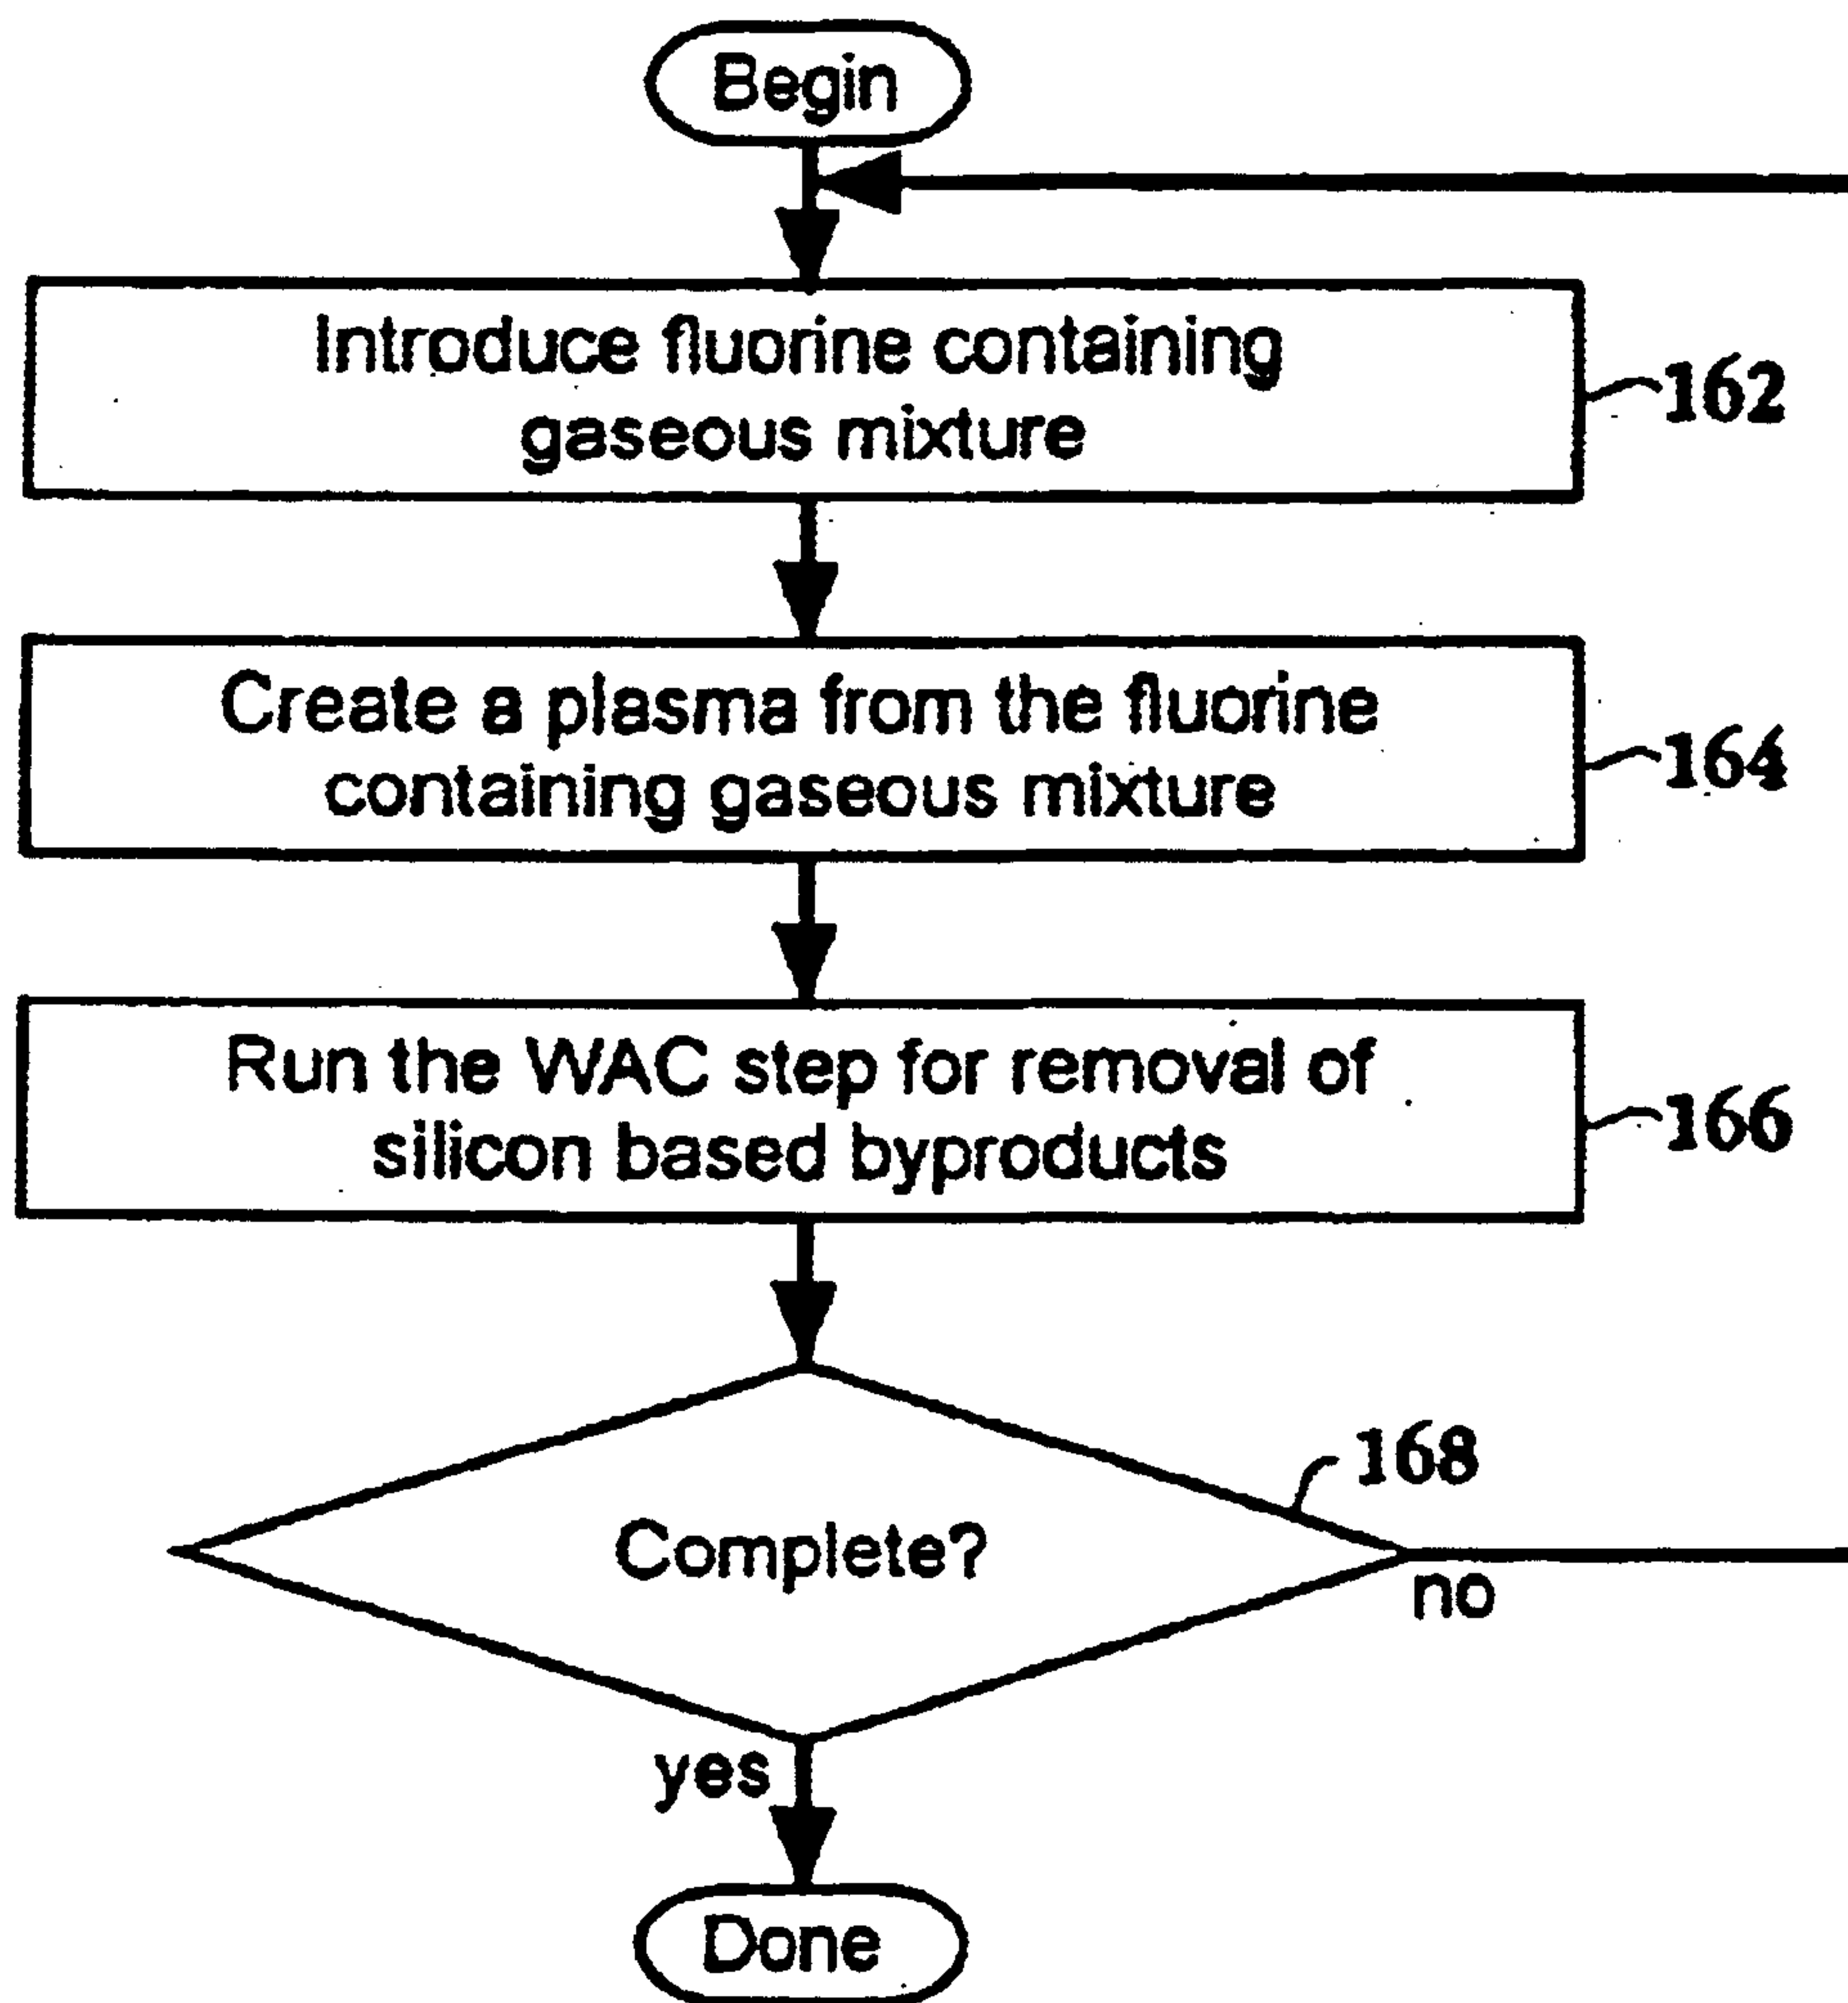 Begin
Introduce fluorine containing
gaseous mixture
162
Create a plasma from the fluorine
containing gaseous mixture
164
Run the WAC step for removal of
silicon based byproducts
166
168
Complete?
no
yes
Done